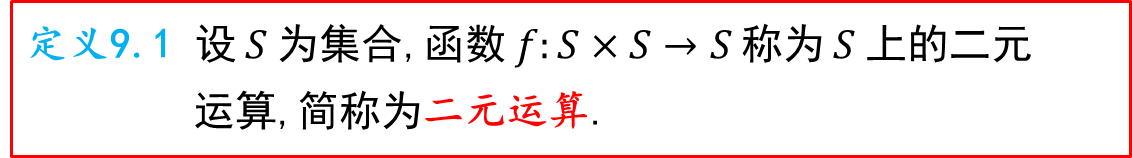 定义9.1 设 𝑆 为集合, 函数 𝑓: 𝑆 × 𝑆 → 𝑆 称为 𝑆 上的二元
运算, 简称为二元运算.